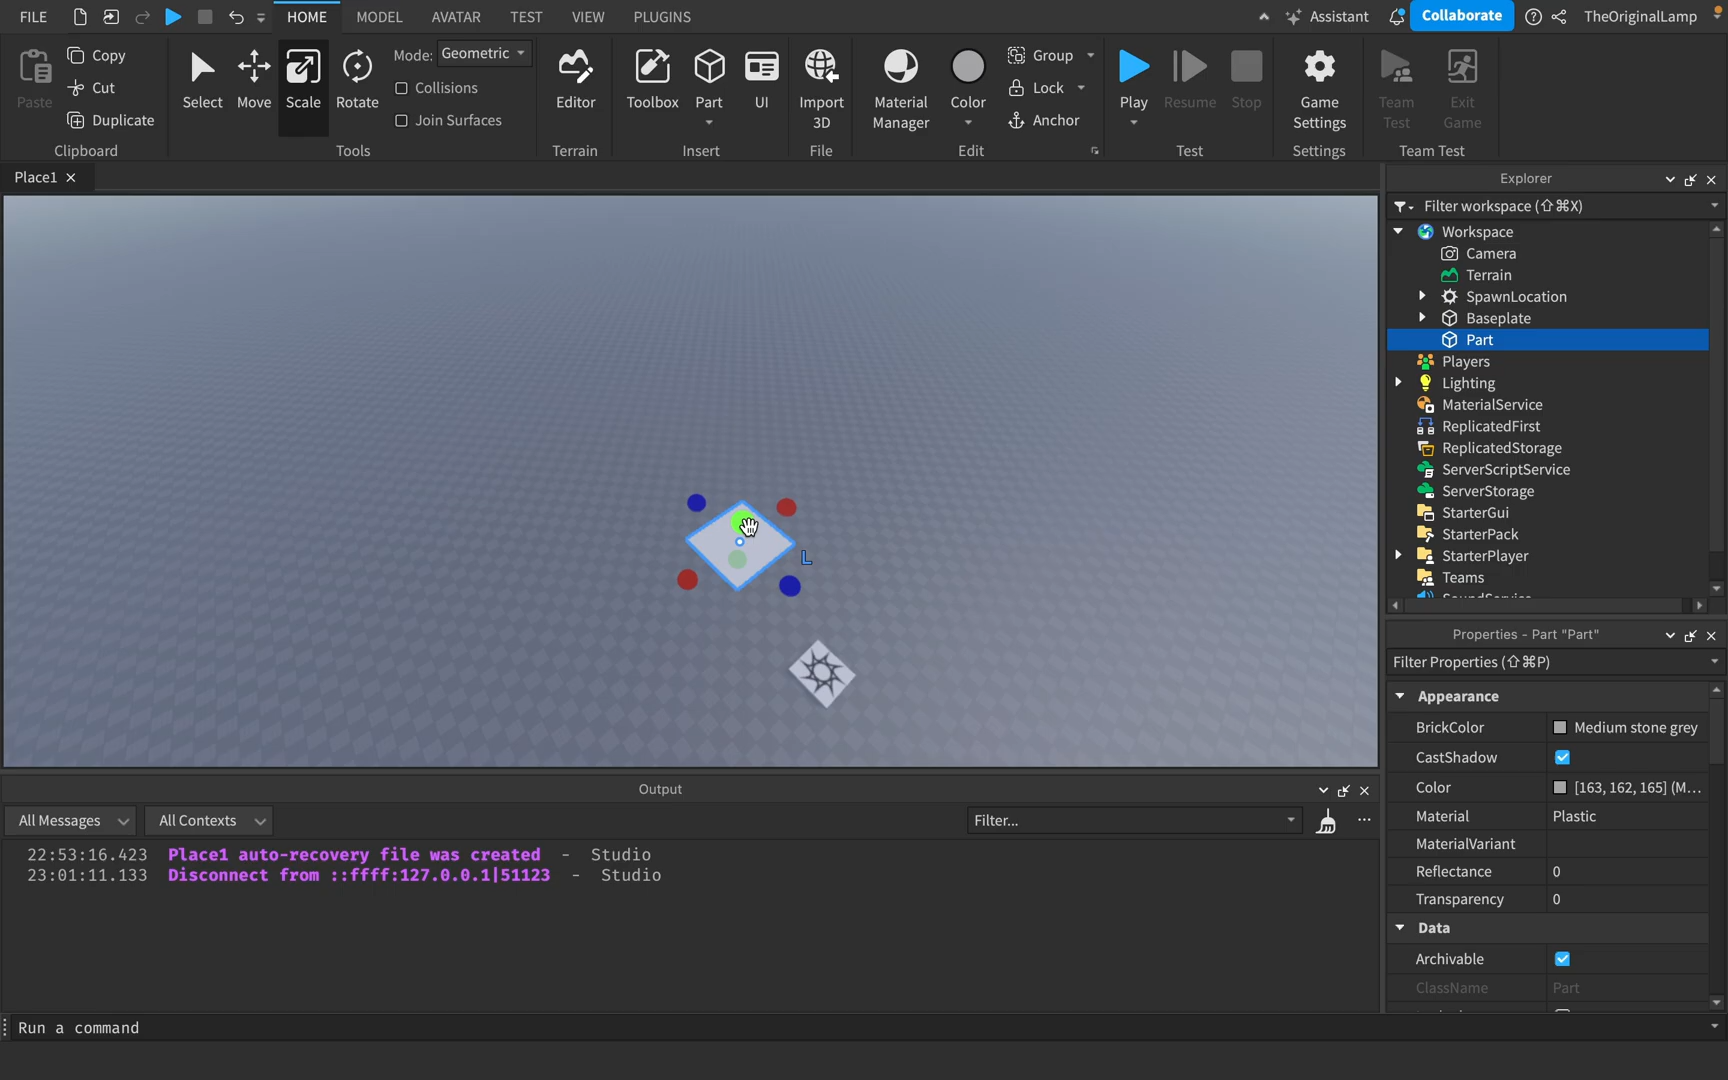 FILE HOME MODEL AVATAR TEST VIEW PLUGINS Assistant Collaborate TheOriginalLamp
Paste
Copy
Cut
Duplicate
Clipboard
Select Move Scale Rotate
Mode: Geometric
Collisions
Join Surfaces
Tools
Editor
Terrain
Toolbox Part UI
Insert
Import
3D
File
Material
Manager
Color
Group
Lock
Anchor
Edit
Play Resume Stop
Test
Game
Settings
Settings
Team
Test
Exit
Game
Team Test
Place1
Explorer
Filter workspace (⇧⌘X)
Workspace
Camera
Terrain
SpawnLocation
Baseplate
Part
Players
Lighting
MaterialService
ReplicatedFirst
ReplicatedStorage
ServerScriptService
ServerStorage
StarterGui
StarterPack
StarterPlayer
Teams
SoundService
L
Properties - Part "Part"
Filter Properties (⇧⌘P)
Appearance
BrickColor Medium stone grey
CastShadow
Color [163, 162, 165] (M...
Material Plastic
MaterialVariant
Reflectance 0
Transparency 0
Data
Archivable
ClassName Part
Output
All Messages All Contexts Filter...
22:53:16.423 Place1 auto-recovery file was created - Studio
23:01:11.133 Disconnect from ::ffff:127.0.0.1|51123 - Studio
Run a command